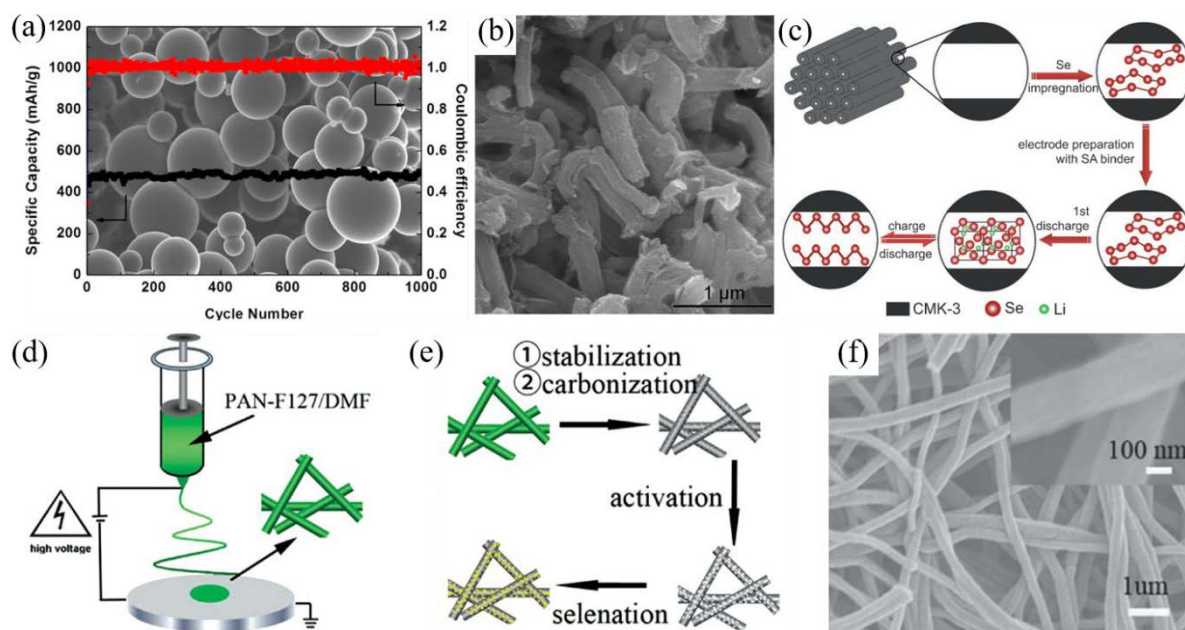 (a)
1200
1000
800
600
400
200
0
Specific Capacity (mAh/g)
1.2
1.0
0.8
0.6
0.4
0.2
0.0
Coulombic efficiency
0 200 400 600 800 1000
Cycle Number
(b)
1 μm
(c)
Se
impregnation
electrode preparation
with SA binder
1st
discharge
charge
discharge
CMK-3 Se Li
(d)
PAN-F127/DMF
high voltage
(e)
①stabilization
②carbonization
activation
selenation
(f)
100 nm
1um